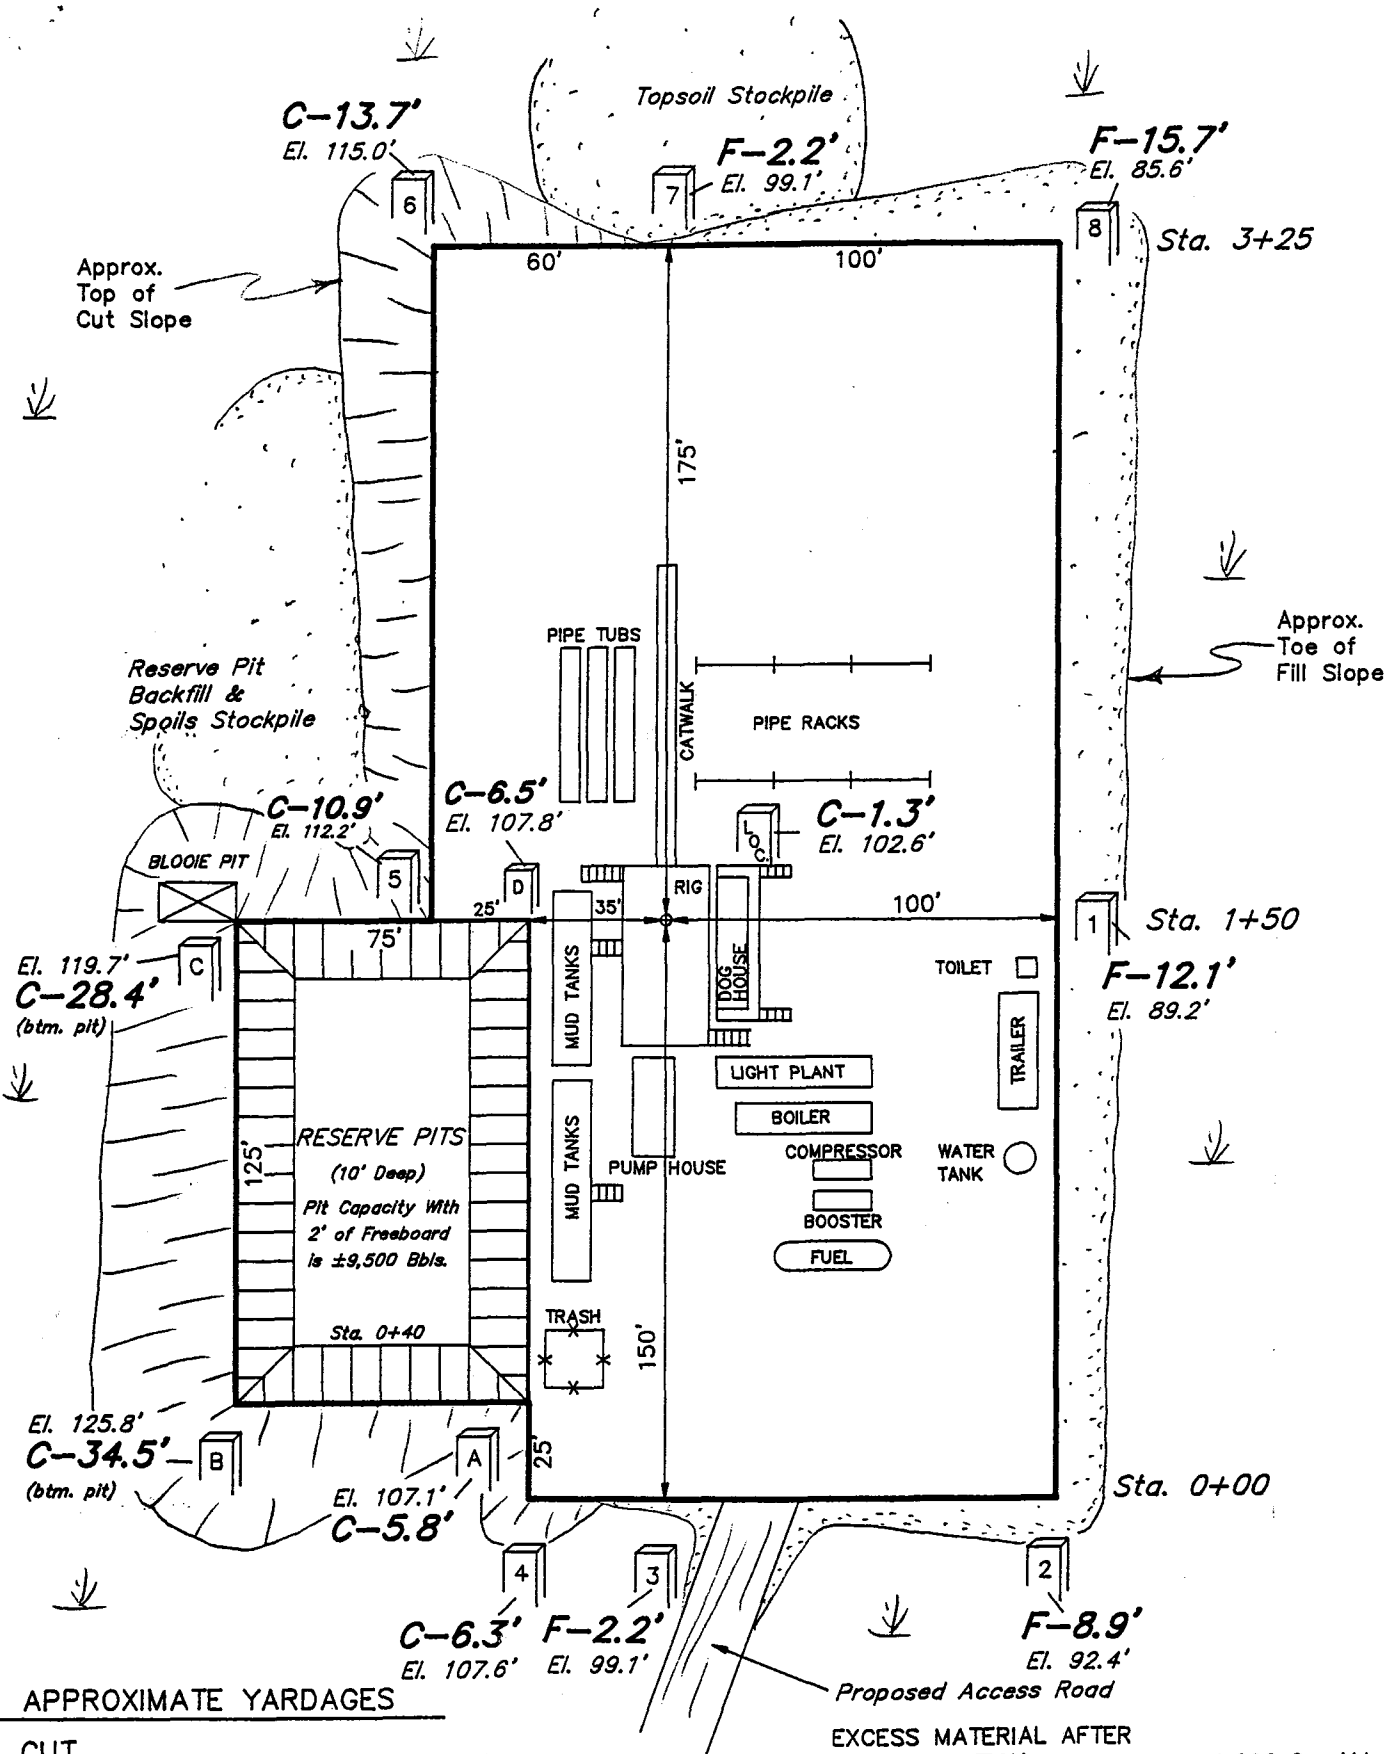 Topsoil Stockpile
C-13.7'
El. 115.0'
F-2.2'
El. 99.1'
F-15.7'
El. 85.6'
6
7
8
Sta. 3+25
60'
100'
Approx.
Top of
Cut Slope
175'
PIPE TUBS
CATWALK
PIPE RACKS
Approx.
Toe of
Fill Slope
Reserve Pit
Backfill &
Spoils Stockpile
C-10.9'
El. 112.2'
C-6.5'
El. 107.8'
LOC.
C-1.3'
El. 102.6'
BLOOIE PIT
5
D
RIG
25'
35'
100'
75'
1
Sta. 1+50
F-12.1'
El. 89.2'
C
El. 119.7'
C-28.4'
(btm. pit)
MUD TANKS
DOG
HOUSE
TOILET
TRAILER
LIGHT PLANT
BOILER
COMPRESSOR
BOOSTER
FUEL
WATER
TANK
PUMP HOUSE
MUD TANKS
125'
RESERVE PITS
(10' Deep)
Pit Capacity With
2' of Freeboard
is ±9,500 Bbls.
Sta. 0+40
TRASH
150'
El. 125.8'
C-34.5'
(btm. pit)
B
A
25'
El. 107.1'
C-5.8'
Sta. 0+00
4
3
2
C-6.3'
El. 107.6'
F-2.2'
El. 99.1'
F-8.9'
El. 92.4'
Proposed Access Road
APPROXIMATE YARDAGES
CUT
EXCESS MATERIAL AFTER